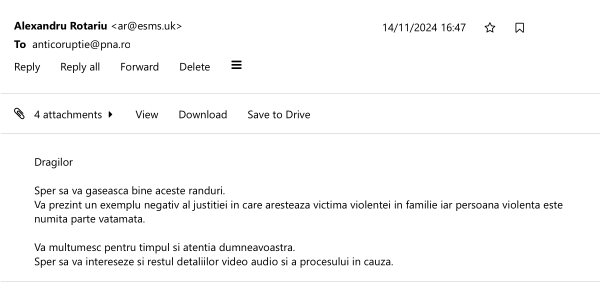 Alexandru Rotariu <ar@esms.uk>
14/11/2024 16:47
To anticoruptie@pna.ro
Reply Reply all Forward Delete
4 attachments View Download Save to Drive
Dragilor
Sper sa va gaseasca bine aceste randuri.
Va prezint un exemplu negativ al justitiei in care aresteaza victima violentei in familie iar persoana violenta este
numita parte vatamata.
Va multumesc pentru timpul si atentia dumneavoastra.
Sper sa va intereseze si restul detaliilor video audio si a procesului in cauza.